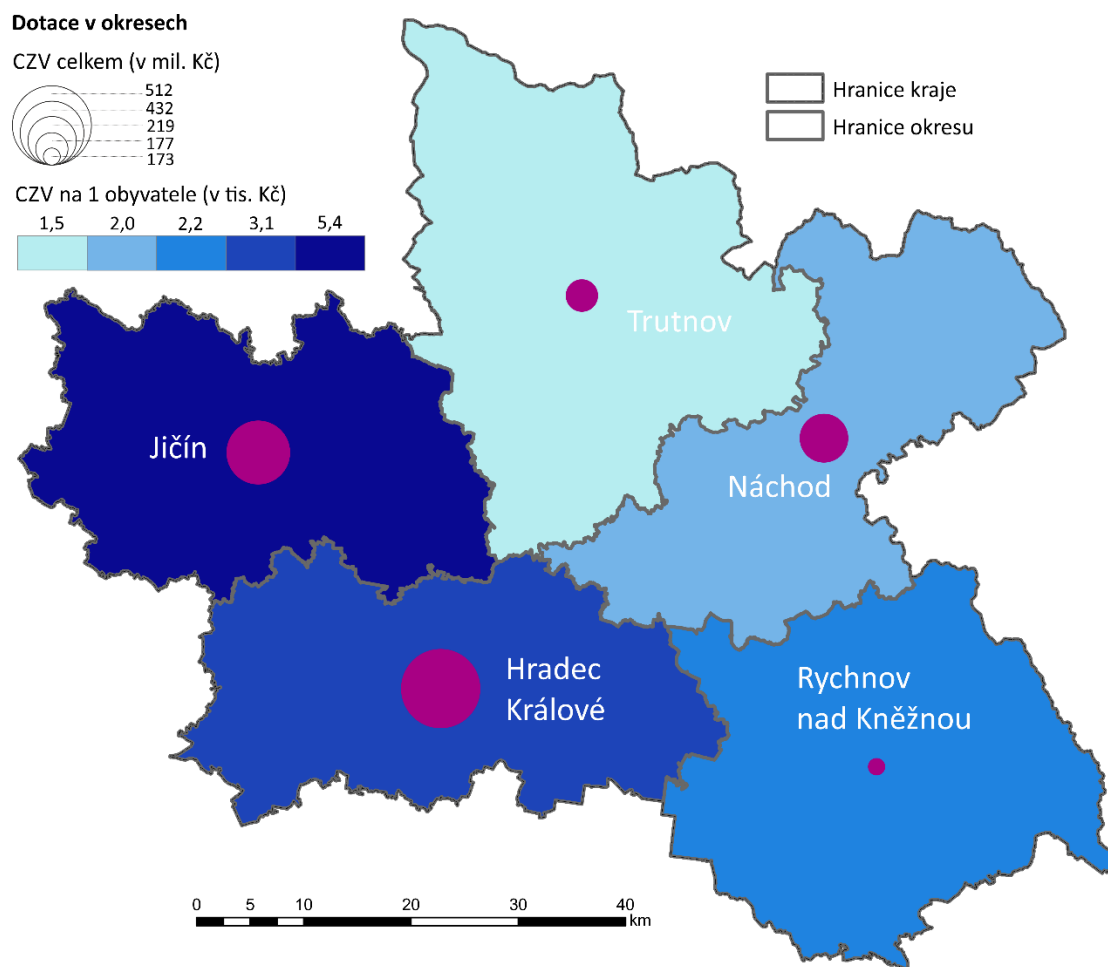 Dotace v okresech
CZV celkem (v mil. Kč)
512
432
219
177
173
CZV na 1 obyvatele (v tis. Kč)
1,5 2,0 2,2 3,1 5,4
Hranice kraje
Hranice okresu
Trutnov
Jičín
Náchod
Hradec
Králové
Rychnov
nad Kněžnou
0 5 10 20 30 40
km